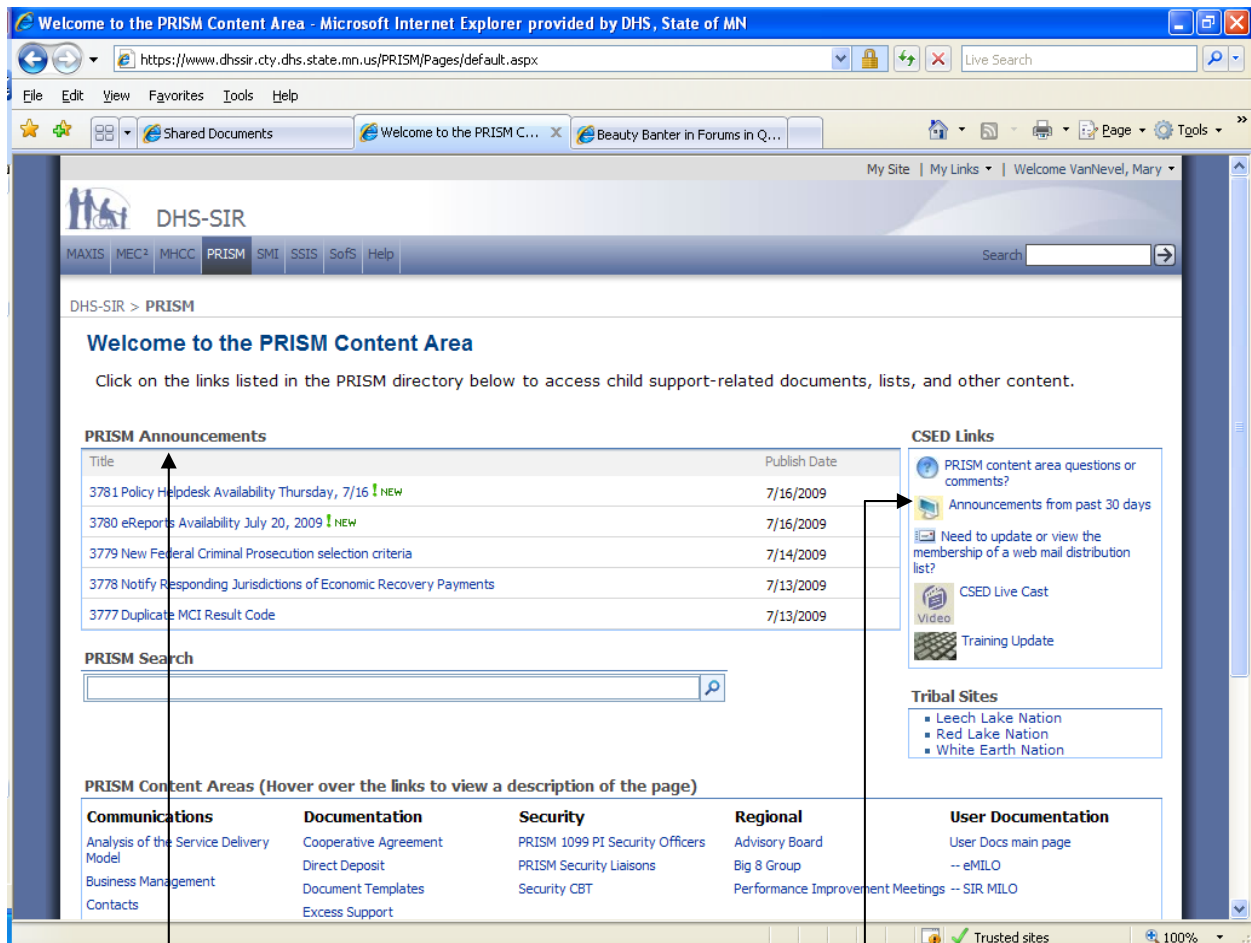 Welcome to the PRISM Content Area - Microsoft Internet Explorer provided by DHS, State of MN
https://www.dhssir.cty.dhs.state.mn.us/PRISM/Pages/default.aspx
Live Search
File Edit View Favorites Tools Help
Shared Documents
Welcome to the PRISM C...
Beauty Banter in Forums in Q...
Page
Tools
»
My Site | My Links | Welcome VanNevel, Mary
DHS-SIR
MAXIS MEC² MHCC PRISM SMI SSIS SofS Help
Search
DHS-SIR > PRISM
Welcome to the PRISM Content Area
Click on the links listed in the PRISM directory below to access child support-related documents, lists, and other content.
PRISM Announcements
Title Publish Date
3781 Policy Helpdesk Availability Thursday, 7/16 ! NEW 7/16/2009
3780 eReports Availability July 20, 2009 ! NEW 7/16/2009
3779 New Federal Criminal Prosecution selection criteria 7/14/2009
3778 Notify Responding Jurisdictions of Economic Recovery Payments 7/13/2009
3777 Duplicate MCI Result Code 7/13/2009
CSED Links
PRISM content area questions or
comments?
Announcements from past 30 days
Need to update or view the
membership of a web mail distribution
list?
CSED Live Cast
Video
Training Update
PRISM Search
Tribal Sites
Leech Lake Nation
Red Lake Nation
White Earth Nation
PRISM Content Areas (Hover over the links to view a description of the page)
Communications
Analysis of the Service Delivery
Model
Business Management
Contacts
Documentation
Cooperative Agreement
Direct Deposit
Document Templates
Excess Support
Security
PRISM 1099 PI Security Officers
PRISM Security Liaisons
Security CBT
Regional
Advisory Board
Big 8 Group
Performance Improvement Meetings
User Documentation
User Docs main page
-- eMILO
-- SIR MILO
Trusted sites
100%